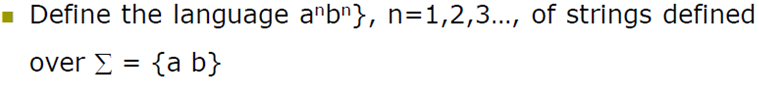 ▪ Define the language aⁿbⁿ}, n=1,2,3…, of strings defined
over ∑ = {a b}